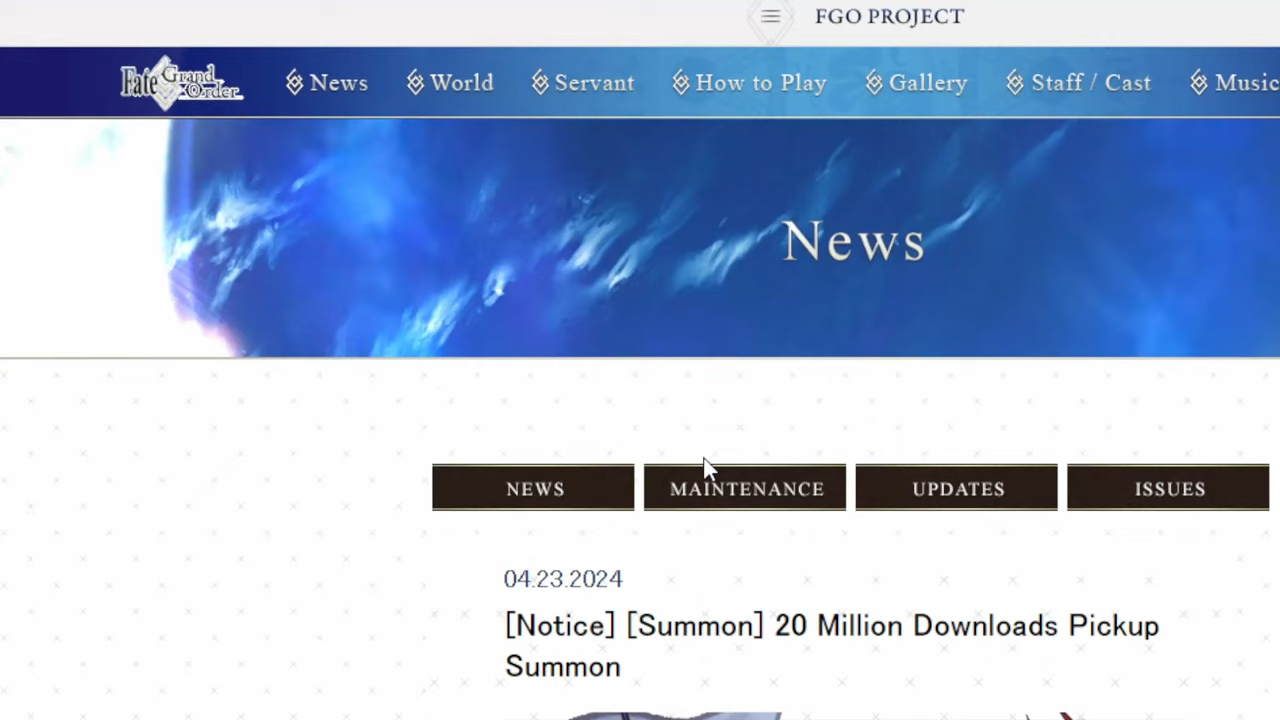 FGO PROJECT
Fate Grand Order
News
World
Servant
How to Play
Gallery
Staff / Cast
Music
News
NEWS
MAINTENANCE
UPDATES
ISSUES
04.23.2024
[Notice] [Summon] 20 Million Downloads Pickup
Summon